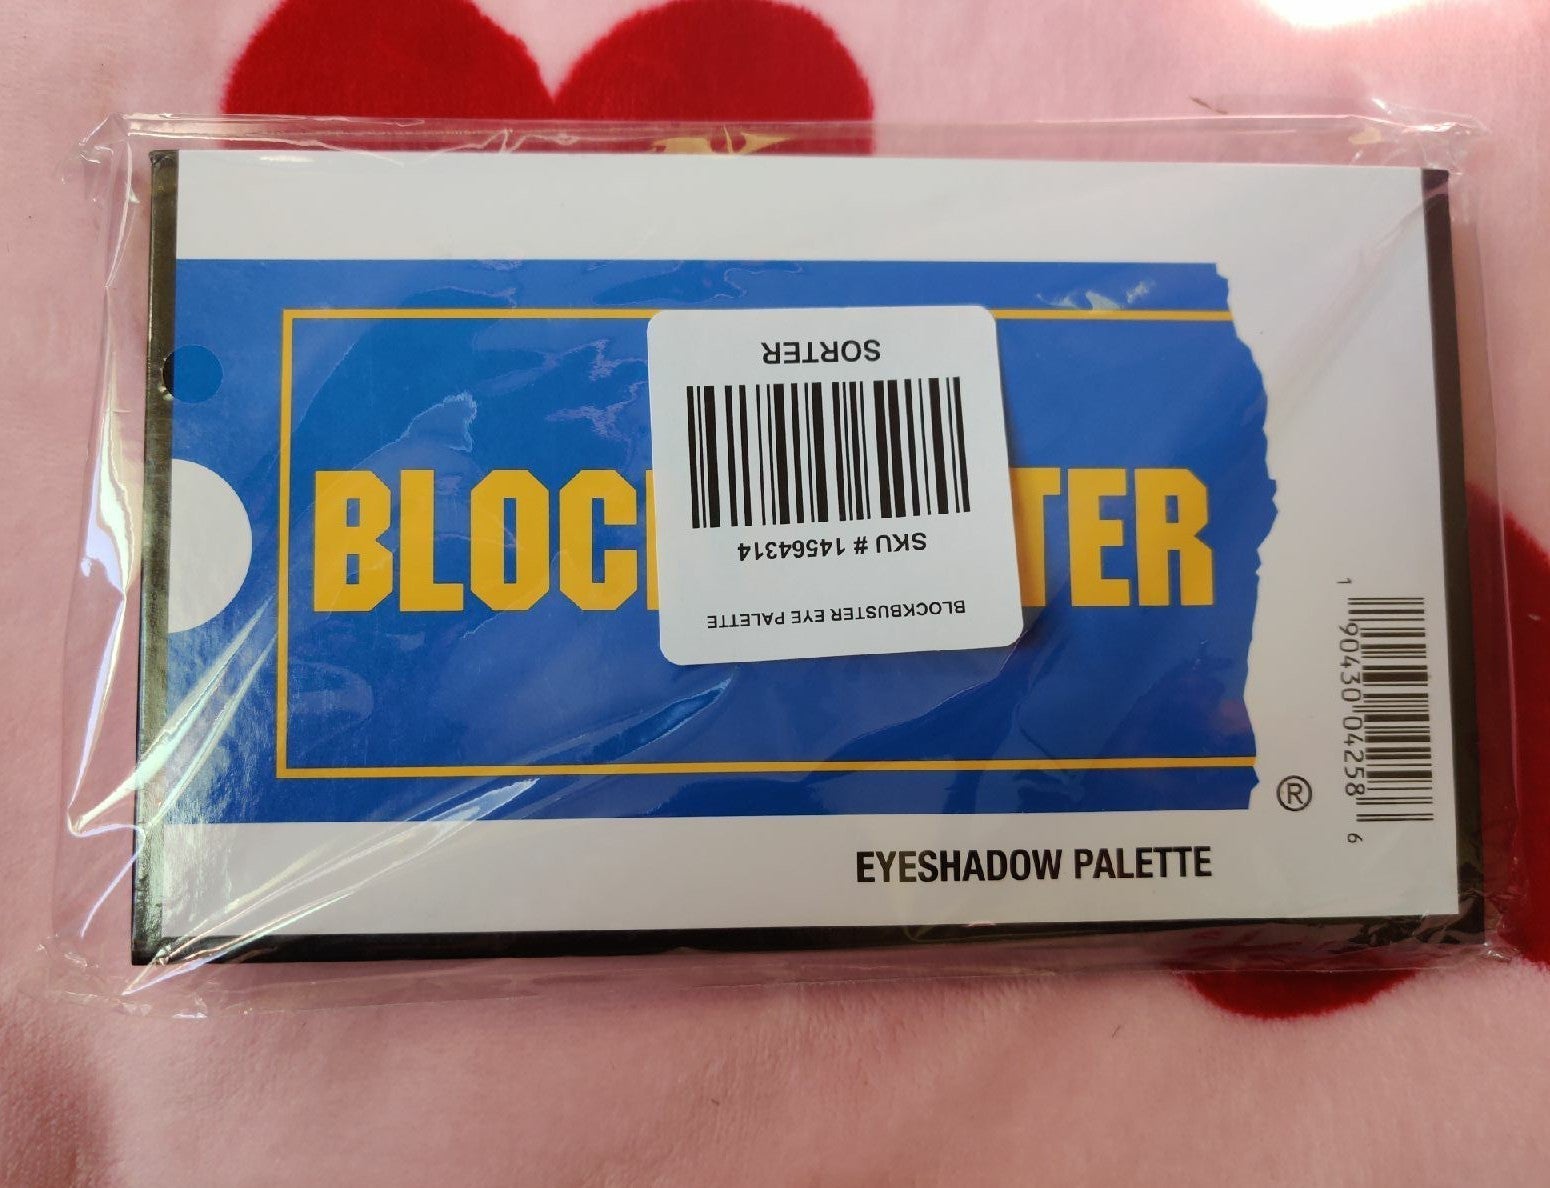 SORTER
SKU # 14564314
BLOCKBUSTER EYE PALETTE
BLOC TER
®
EYESHADOW PALETTE
1 90430 04258 6